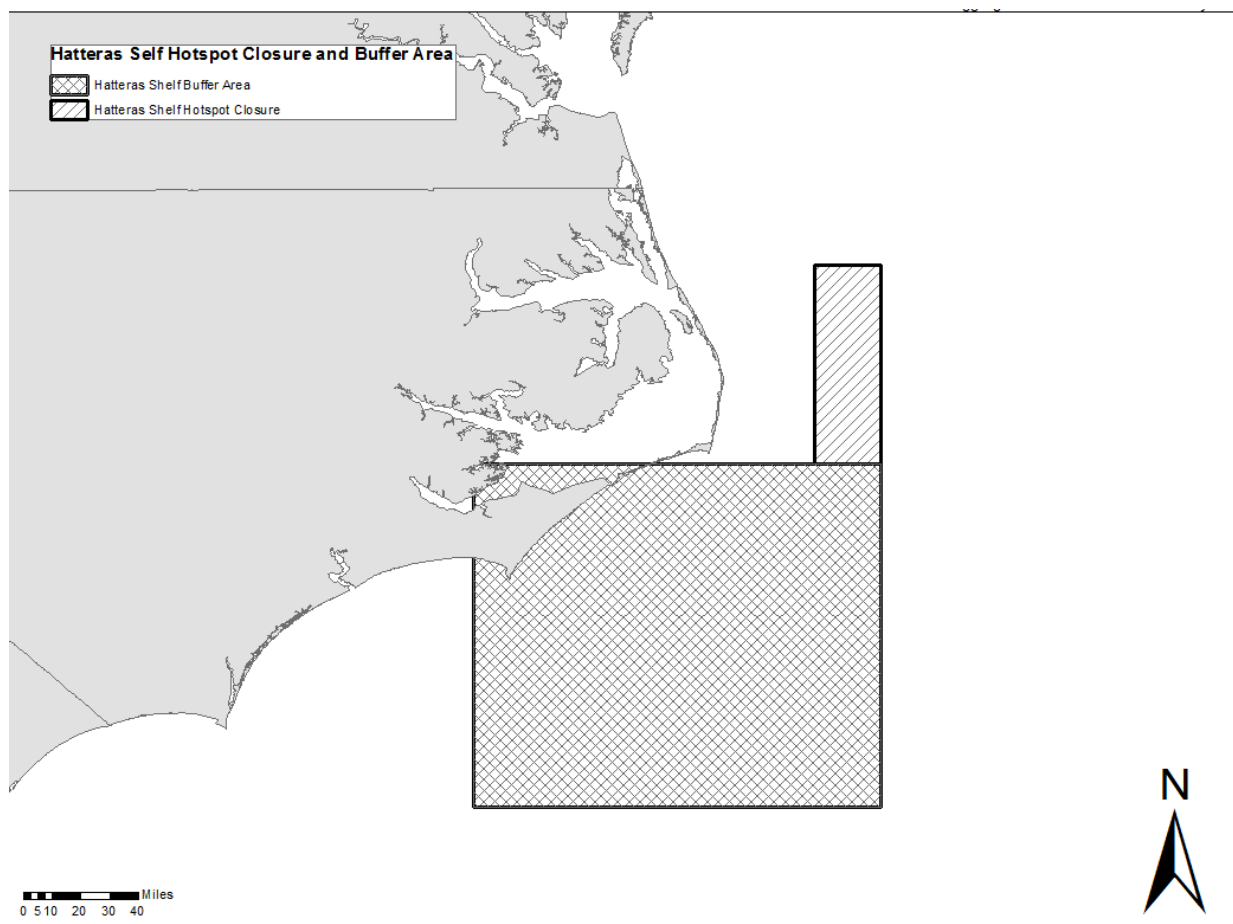 Hatteras Self Hotspot Closure and Buffer Area
Hatteras Shelf Buffer Area
Hatteras Shelf Hotspot Closure
N
Miles
0 5 10 20 30 40